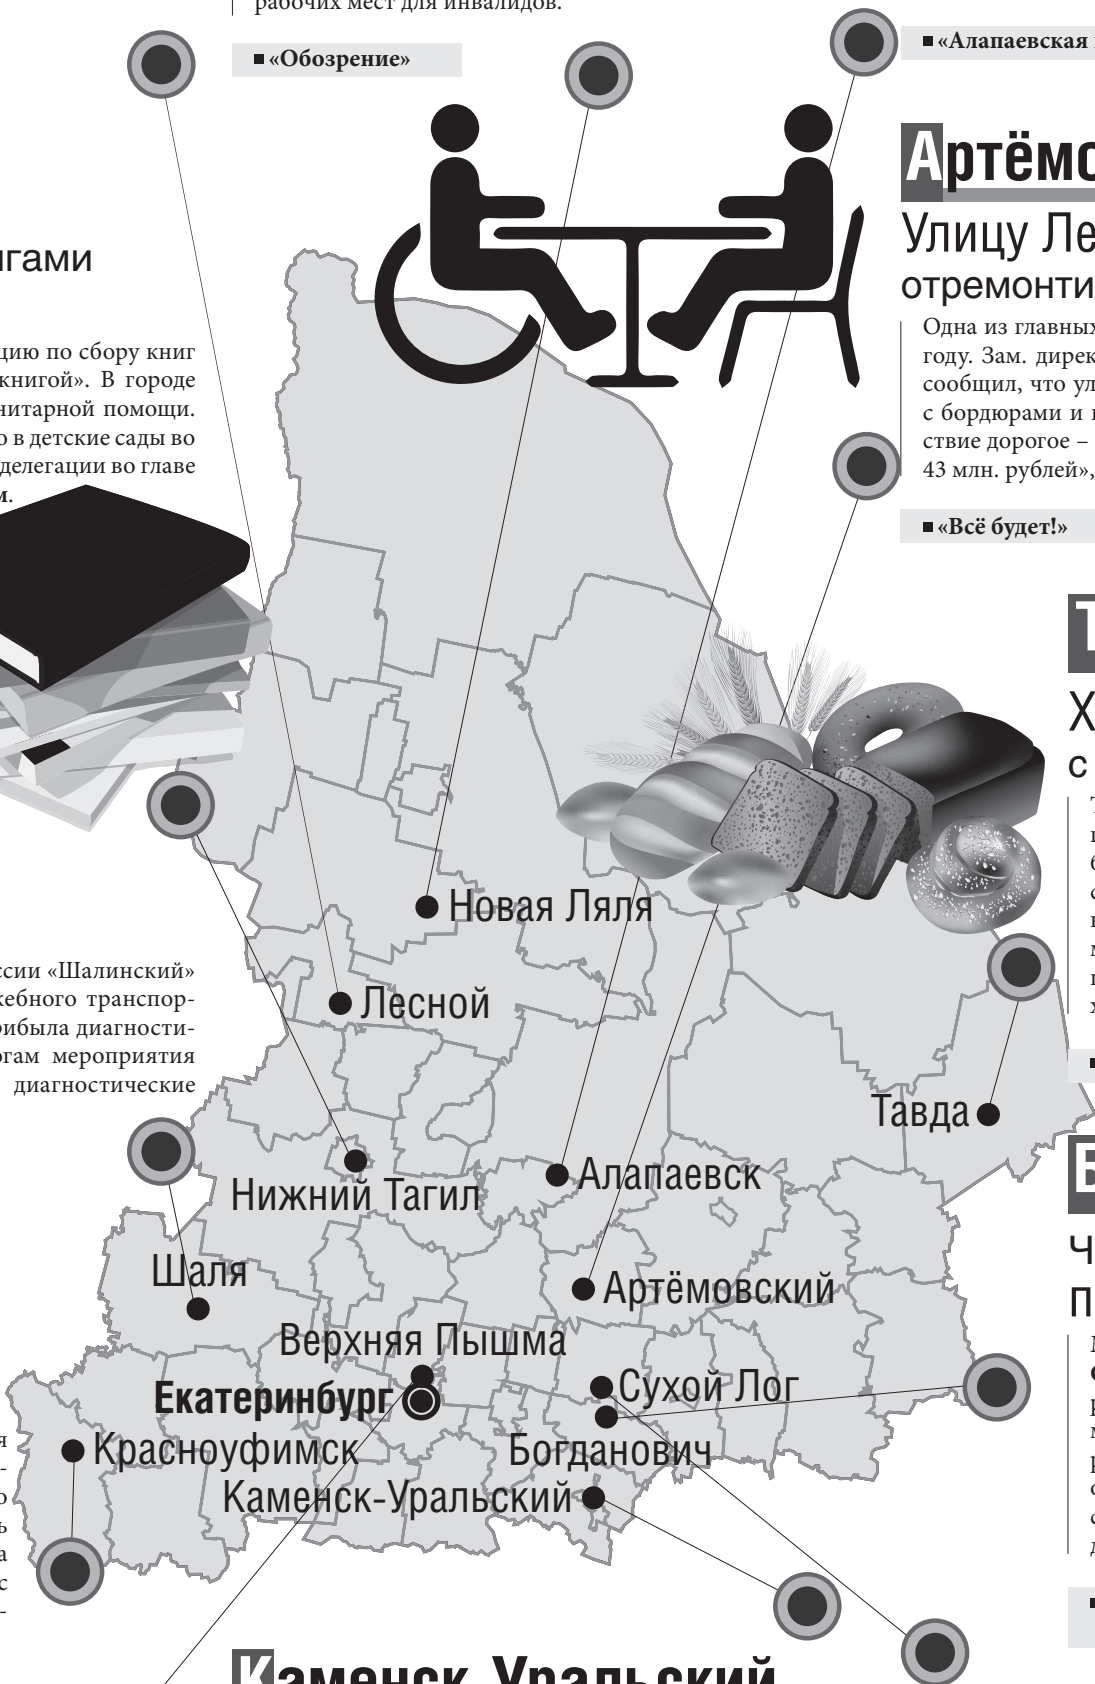 рабочих мест для инвалидов.
«Обозрение»
«Алапаевская
Артёмо
Улицу Ле
отремонти
Одна из главных
году. Зам. дирек
сообщил, что ул
с бордюрами и
ствие дорогое –
43 млн. рублей»,
«Всё будет!»
игами
цию по сбору книг
книгой». В городе
нитарной помощи.
о в детские сады во
делегации во главе
м.
ссии «Шалинский»
жебного транспор-
рибыла диагности-
огам мероприятия
диагностические
Т
Х
с
Новая Ляля
Лесной
Тавда
Алапаевск
Нижний Тагил
Шаля
Артёмовский
Верхняя Пышма
Екатеринбург
Сухой Лог
Красноуфимск
Богданович
Каменск-Уральский
Б
Ч
п
я
-
о
ь
а
с
-
Каменск-Уральский